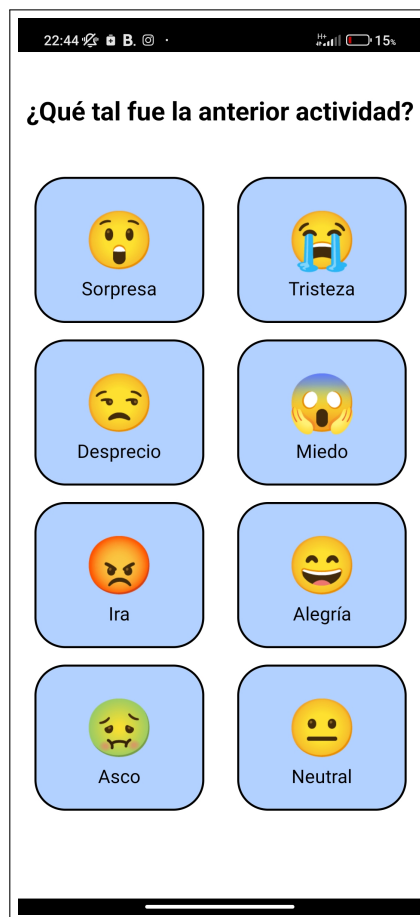 22:44 B. H+ 15%
¿Qué tal fue la anterior actividad?
Sorpresa
Tristeza
Desprecio
Miedo
Ira
Alegría
Asco
Neutral